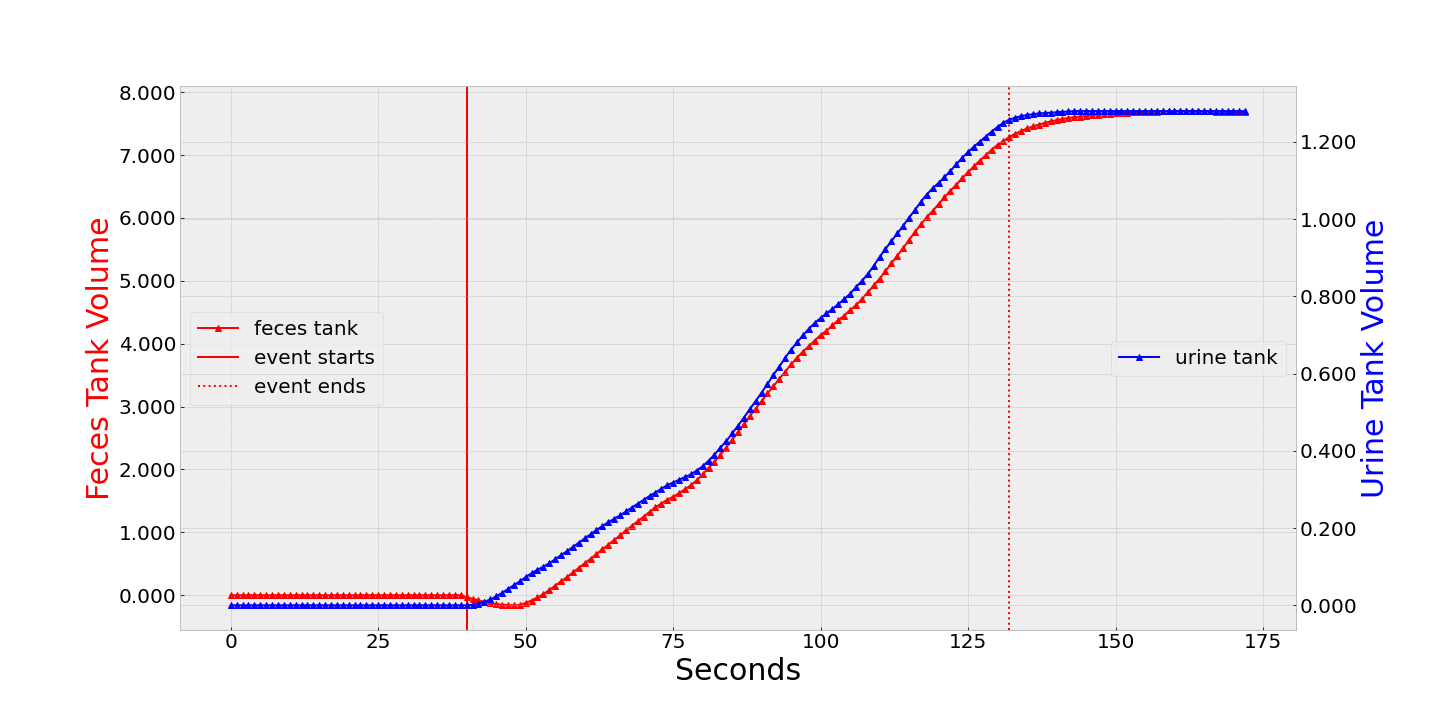 8.000
7.000
6.000
5.000
4.000
3.000
2.000
1.000
0.000
Feces Tank Volume
feces tank
event starts
event ends
urine tank
1.200
1.000
0.800
0.600
0.400
0.200
0.000
Urine Tank Volume
0 25 50 75 100 125 150 175
Seconds